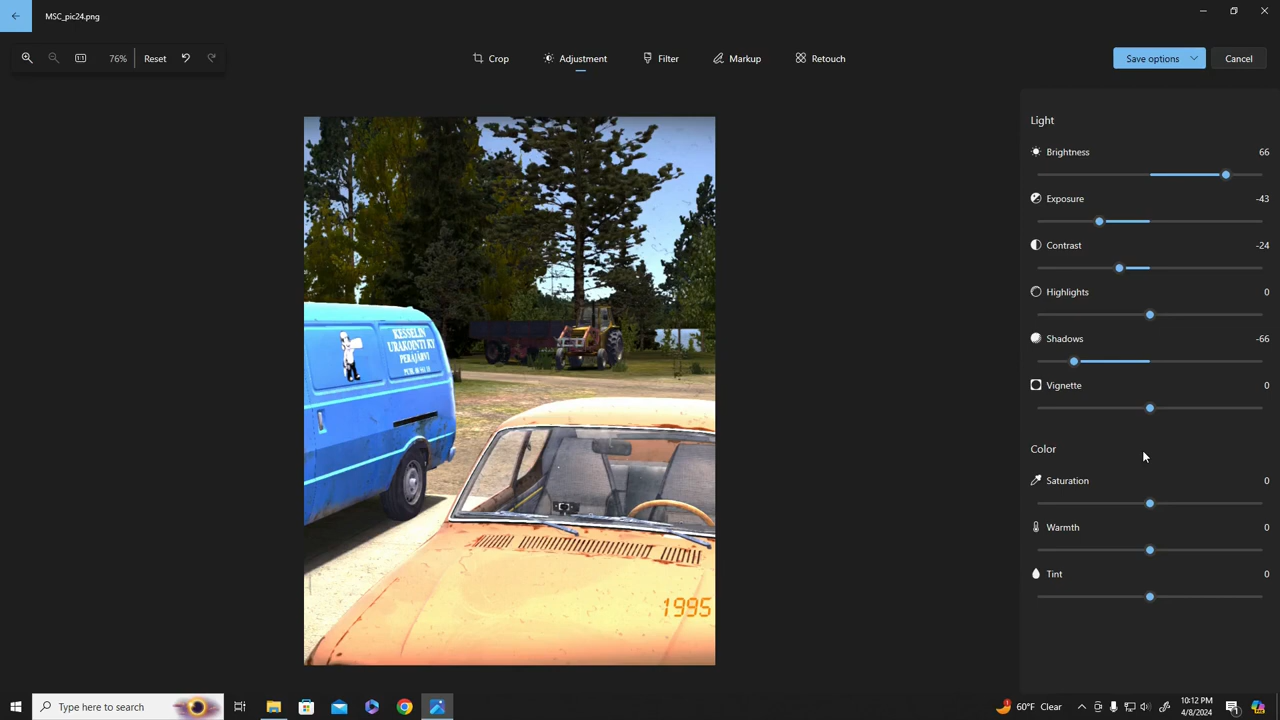 MSC_pic24.png
76%
Reset
Crop
Adjustment
Filter
Markup
Retouch
Save options
Cancel
Light
Brightness 66
Exposure -43
Contrast -24
Highlights 0
Shadows -66
Vignette 0
Color
Saturation 0
Warmth 0
Tint 0
KESSELIN
URAKOINTI KY
PERÄJÄRVI
1995
Type here to search
60°F Clear
10:12 PM
4/8/2024